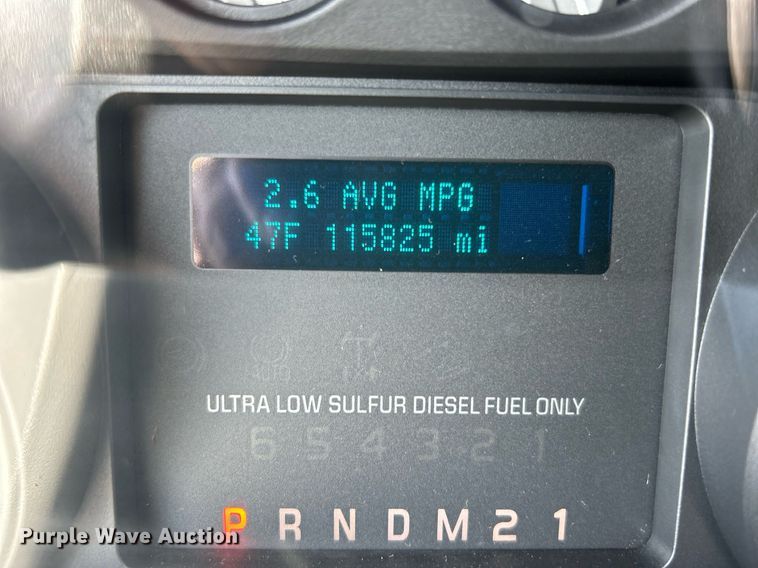 2.6 AVG MPG
47F 115825 mi
AUTO
ULTRA LOW SULFUR DIESEL FUEL ONLY
6 5 4 3 2 1
P R N D M 2 1
Purple Wave Auction